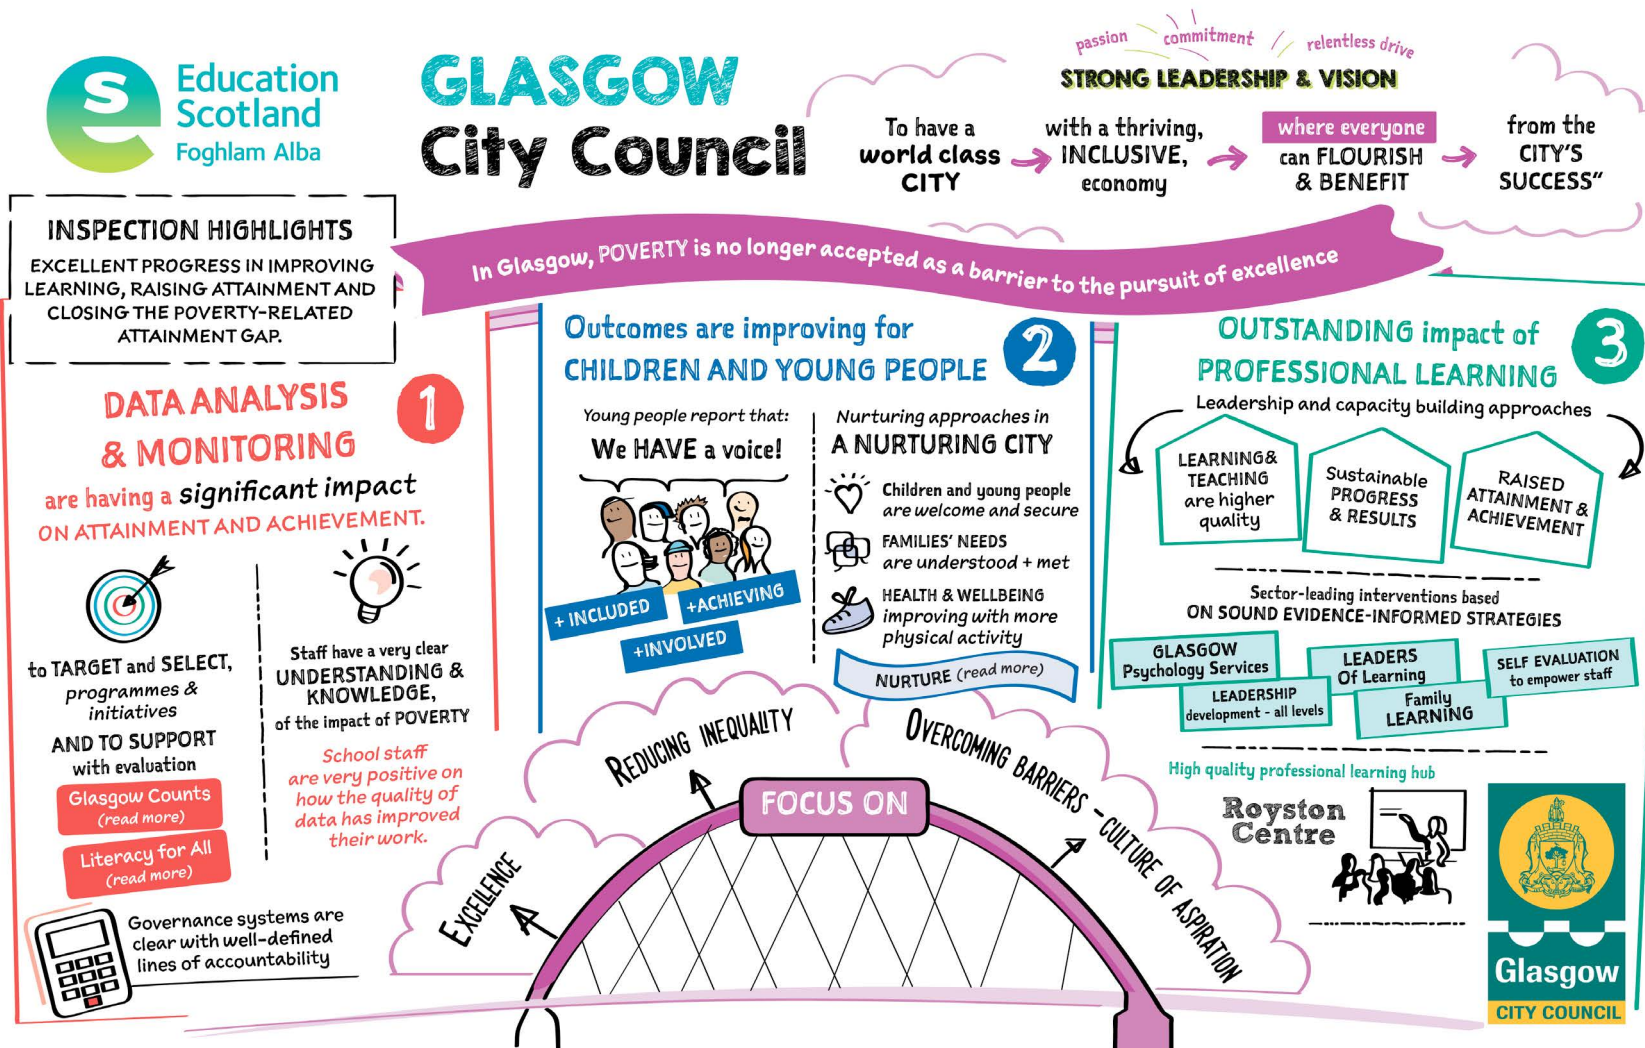 Education
Scotland
Foghlam Alba
GLASGOW
City Council
passion
commitment
relentless drive
STRONG LEADERSHIP & VISION
To have a
world class
CITY
with a thriving,
INCLUSIVE,
economy
where everyone
can FLOURISH
& BENEFIT
from the
CITY'S
SUCCESS"
INSPECTION HIGHLIGHTS
EXCELLENT PROGRESS IN IMPROVING
LEARNING, RAISING ATTAINMENT AND
CLOSING THE POVERTY-RELATED
ATTAINMENT GAP.
In Glasgow, POVERTY is no longer accepted as a barrier to the pursuit of excellence
DATA ANALYSIS
& MONITORING
1
are having a significant impact
ON ATTAINMENT AND ACHIEVEMENT.
to TARGET and SELECT,
programmes &
initiatives
AND TO SUPPORT
with evaluation
Glasgow Counts
(read more)
Literacy for All
(read more)
Staff have a very clear
UNDERSTANDING &
KNOWLEDGE,
of the impact of POVERTY
School staff
are very positive on
how the quality of
data has improved
their work.
Governance systems are
clear with well-defined
lines of accountability
Outcomes are improving for
CHILDREN AND YOUNG PEOPLE
2
Young people report that:
We HAVE a voice!
+ INCLUDED
+ACHIEVING
+INVOLVED
Nurturing approaches in
A NURTURING CITY
Children and young people
are welcome and secure
FAMILIES' NEEDS
are understood + met
HEALTH & WELLBEING
improving with more
physical activity
NURTURE (read more)
OUTSTANDING impact of
PROFESSIONAL LEARNING
3
Leadership and capacity building approaches
LEARNING&
TEACHING
are higher
quality
Sustainable
PROGRESS
& RESULTS
RAISED
ATTAINMENT &
ACHIEVEMENT
Sector-leading interventions based
ON SOUND EVIDENCE-INFORMED STRATEGIES
GLASGOW
Psychology Services
LEADERS
Of Learning
SELF EVALUATION
to empower staff
LEADERSHIP
development - all levels
Family
LEARNING
High quality professional learning hub
Royston
Centre
FOCUS ON
EXCELLENCE
REDUCING INEQUALITY
OVERCOMING BARRIERS - CULTURE OF ASPIRATION
Glasgow
CITY COUNCIL